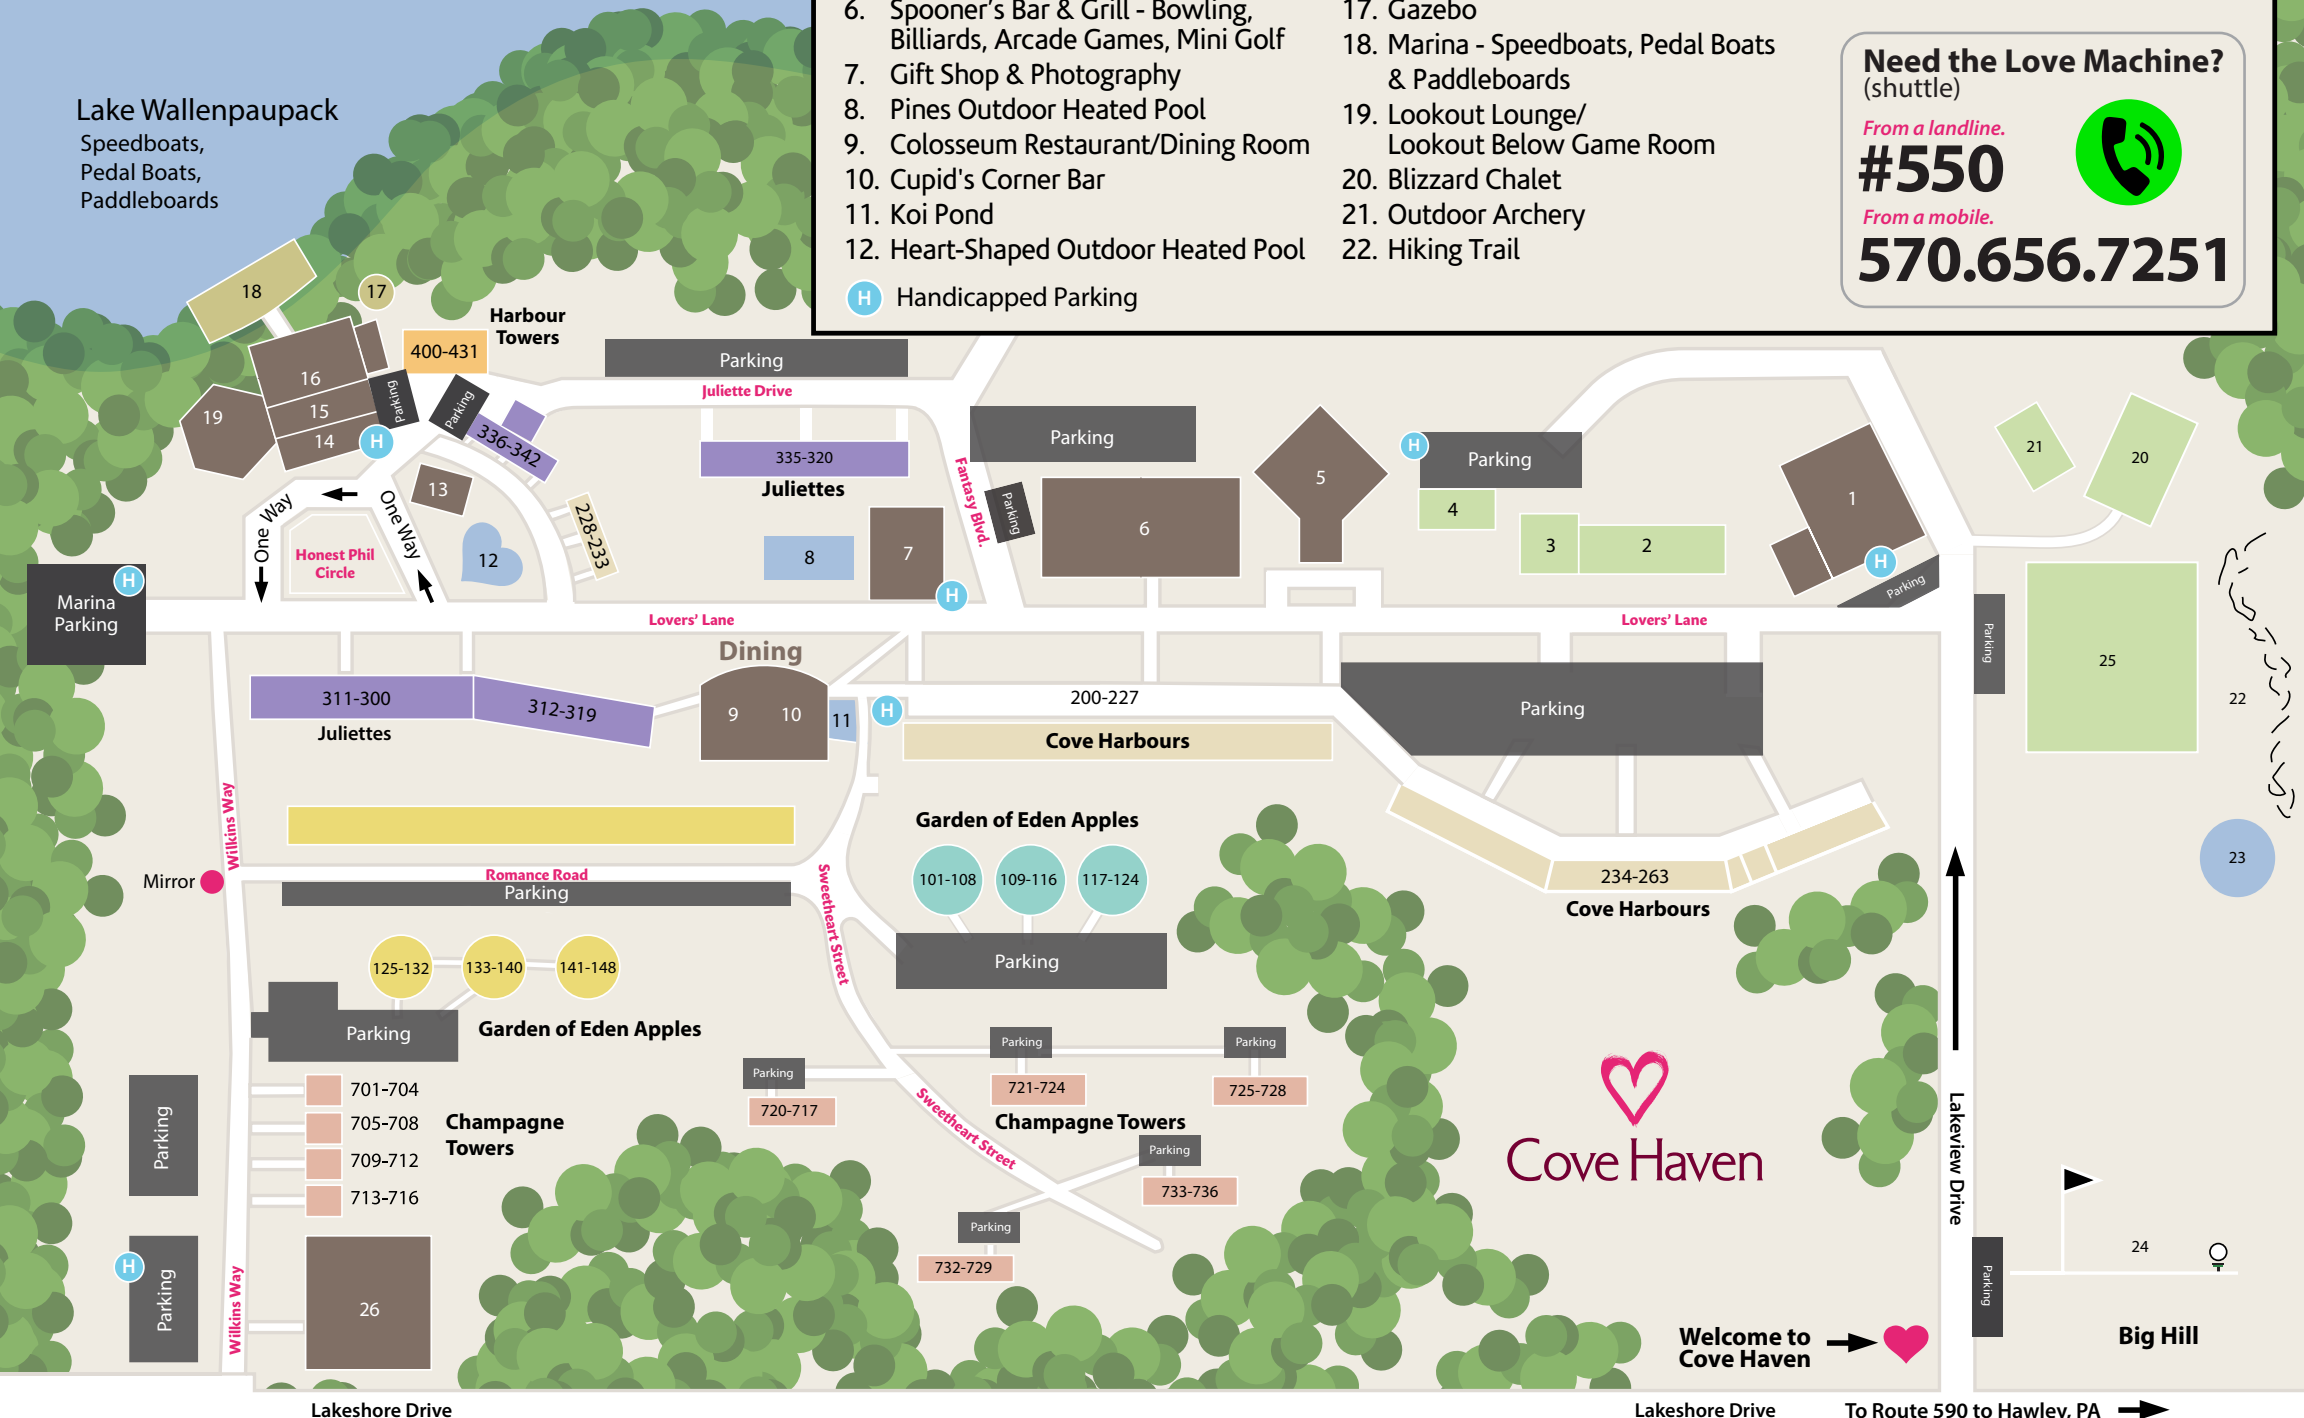 6. Spooner's Bar & Grill - Bowling,
Billiards, Arcade Games, Mini Golf
7. Gift Shop & Photography
8. Pines Outdoor Heated Pool
9. Colosseum Restaurant/Dining Room
10. Cupid's Corner Bar
11. Koi Pond
12. Heart-Shaped Outdoor Heated Pool
H Handicapped Parking
17. Gazebo
18. Marina - Speedboats, Pedal Boats
& Paddleboards
19. Lookout Lounge/
Lookout Below Game Room
20. Blizzard Chalet
21. Outdoor Archery
22. Hiking Trail
Need the Love Machine?
(shuttle)
From a landline.
#550
From a mobile.
570.656.7251
Lake Wallenpaupack
Speedboats,
Pedal Boats,
Paddleboards
18
17
Harbour
Towers
400-431
16
15
14
19
Parking
H
Parking
336-342
Parking
Juliette Drive
335-320
Juliettes
Fantasy Blvd.
Parking
Parking
6
5
H
Parking
4
3
2
1
H
Parking
21
20
13
12
228-233
8
7
H
One Way
One Way
Honest Phil
Circle
H
Marina
Parking
Lovers' Lane
Lovers' Lane
Parking
25
22
23
Dining
311-300
312-319
Juliettes
9
10
11
H
200-227
Cove Harbours
Parking
234-263
Cove Harbours
Wilkins Way
Mirror
Romance Road
Parking
Sweetheart Street
Garden of Eden Apples
101-108
109-116
117-124
Parking
125-132
133-140
141-148
Parking
Garden of Eden Apples
701-704
705-708
709-712
713-716
Champagne
Towers
Parking
H
Parking
Wilkins Way
26
Parking
720-717
Parking
721-724
Parking
725-728
Champagne Towers
Sweetheart Street
Parking
733-736
Parking
732-729
Cove Haven
Lakeview Drive
24
Parking
Big Hill
Welcome to
Cove Haven
Lakeshore Drive
Lakeshore Drive
To Route 590 to Hawley, PA